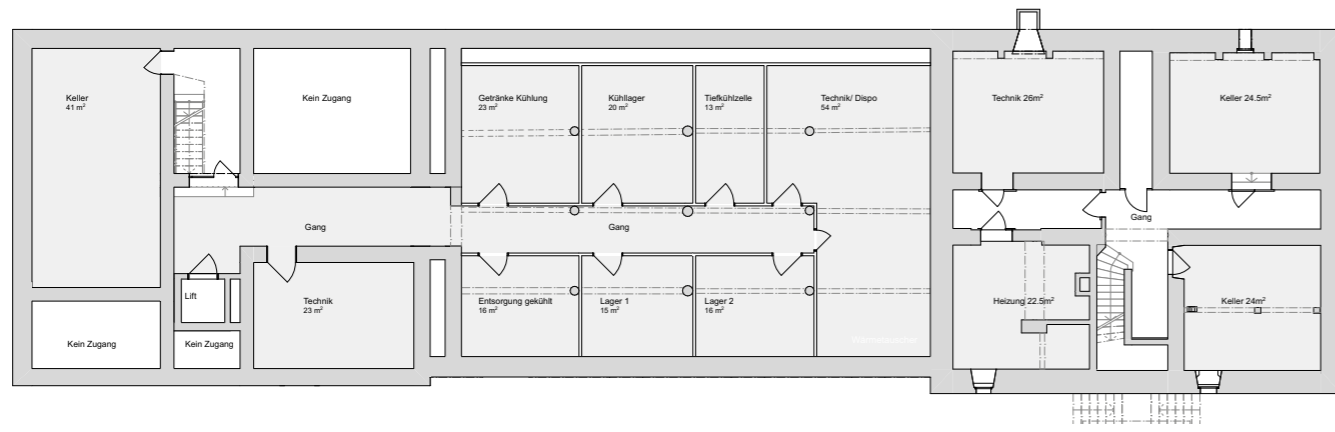 Keller
41 m²
Kein Zugang
Getränke Kühlung
23 m²
Kühllager
20 m²
Tiefkühlzelle
13 m²
Technik/ Dispo
54 m²
Technik 26m²
Keller 24.5m²
Gang
Gang
Gang
Lift
Technik
23 m²
Entsorgung gekühlt
16 m²
Lager 1
15 m²
Lager 2
16 m²
Heizung 22.5m²
Keller 24m²
Kein Zugang
Kein Zugang